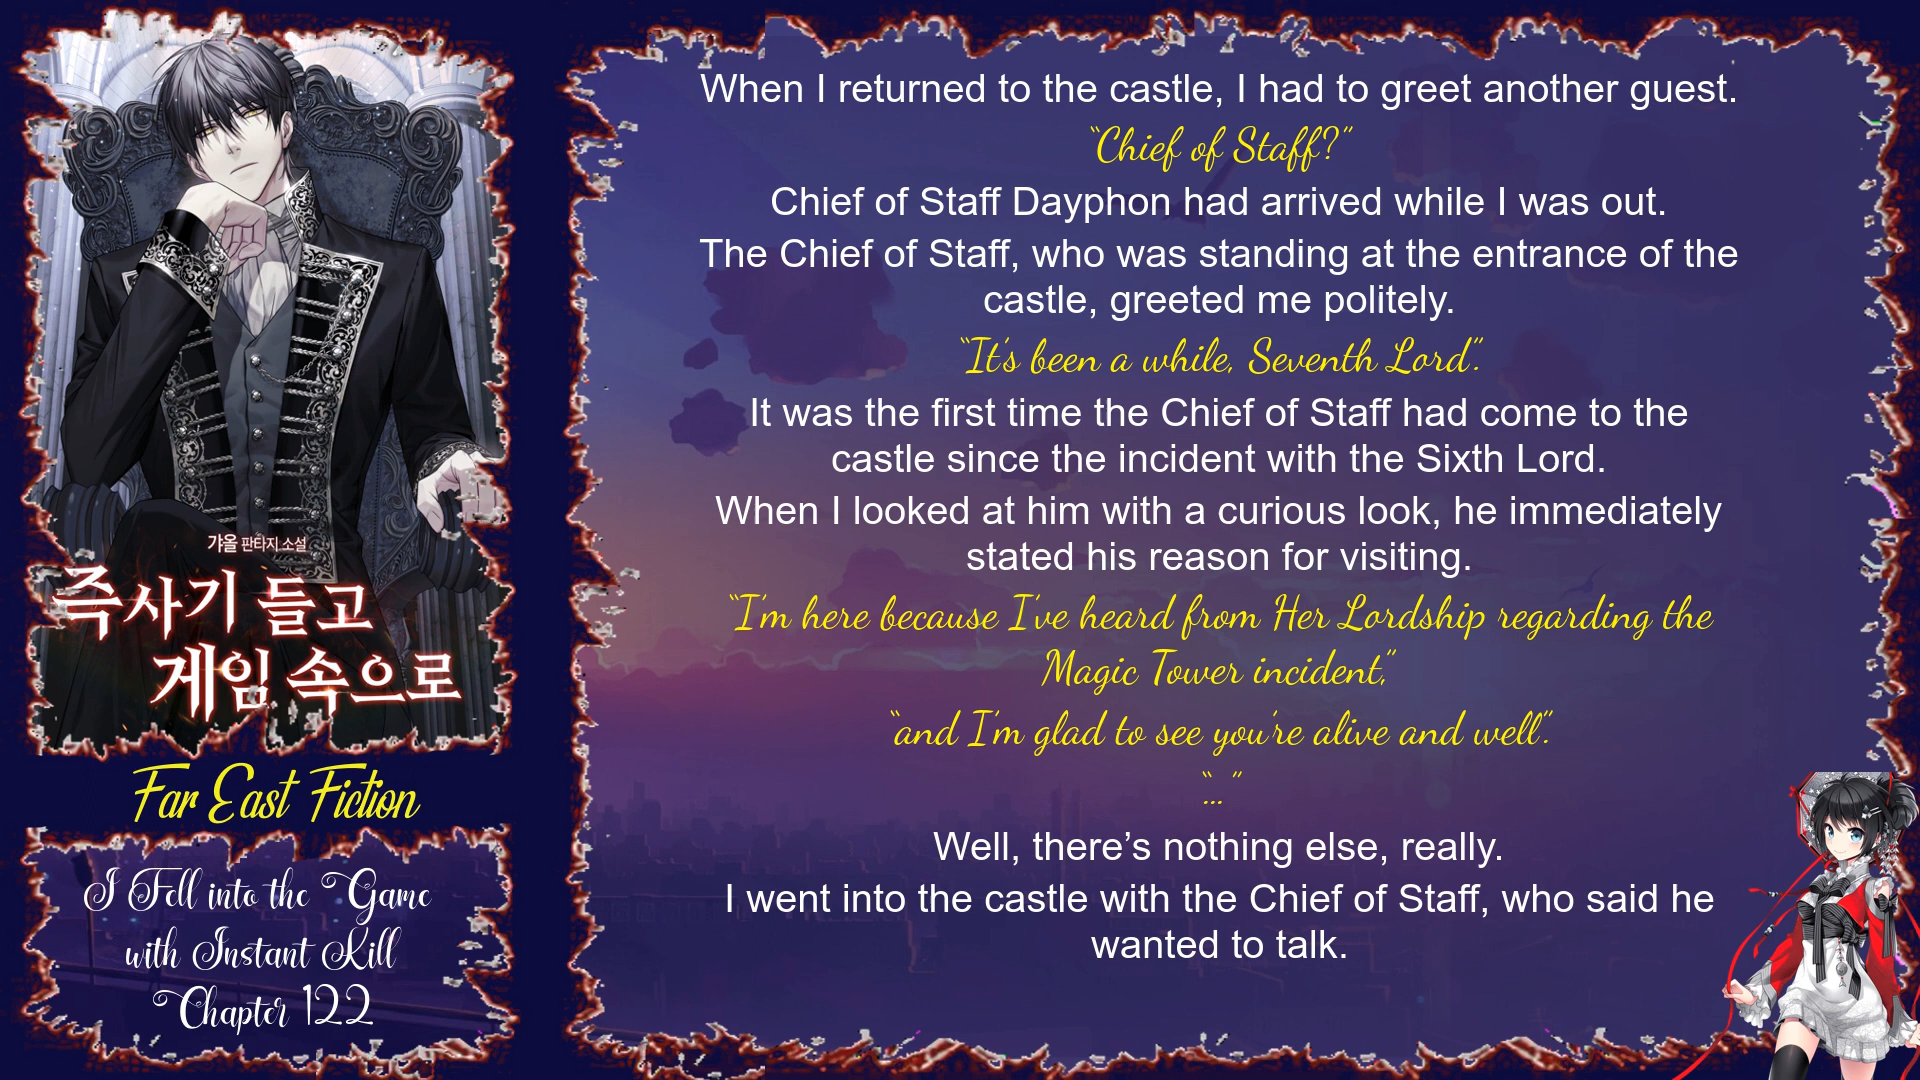 갸올 판타지 소설
즉사기 들고
게임 속으로
Far East Fiction
I Fell into the Game
with Instant Kill
Chapter 122
When I returned to the castle, I had to greet another guest.
“Chief of Staff?”
Chief of Staff Dayphon had arrived while I was out.
The Chief of Staff, who was standing at the entrance of the
castle, greeted me politely.
“It’s been a while, Seventh Lord”.
It was the first time the Chief of Staff had come to the
castle since the incident with the Sixth Lord.
When I looked at him with a curious look, he immediately
stated his reason for visiting.
“I’m here because I’ve heard from Her Lordship regarding the
Magic Tower incident,”
“and I’m glad to see you’re alive and well”.
“…”
Well, there’s nothing else, really.
I went into the castle with the Chief of Staff, who said he
wanted to talk.